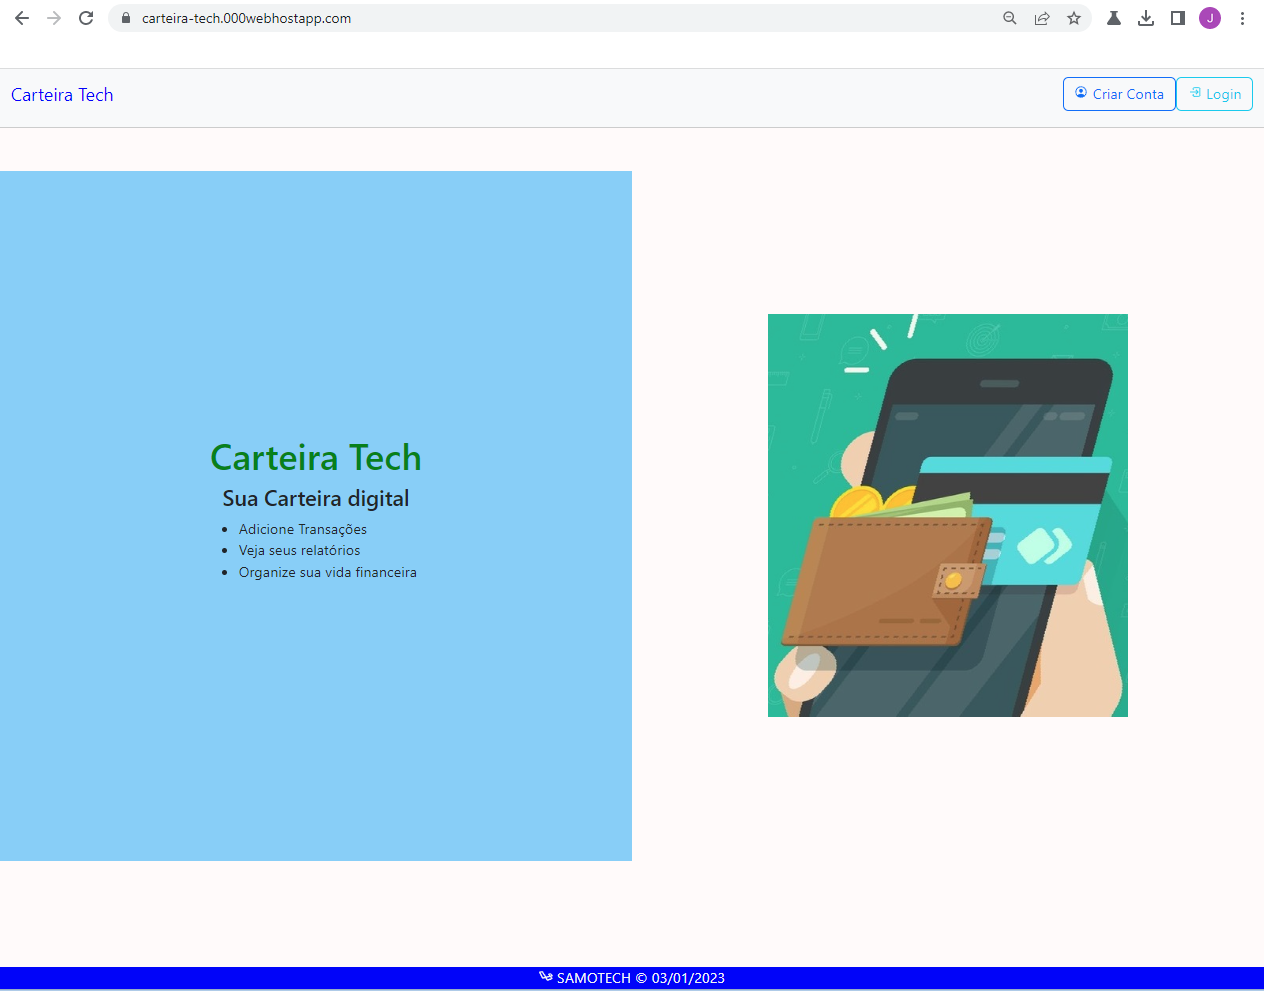 carteira-tech.000webhostapp.com
J
Carteira Tech
Criar Conta
Login
Carteira Tech
Sua Carteira digital
Adicione Transações
Veja seus relatórios
Organize sua vida financeira
SAMOTECH © 03/01/2023